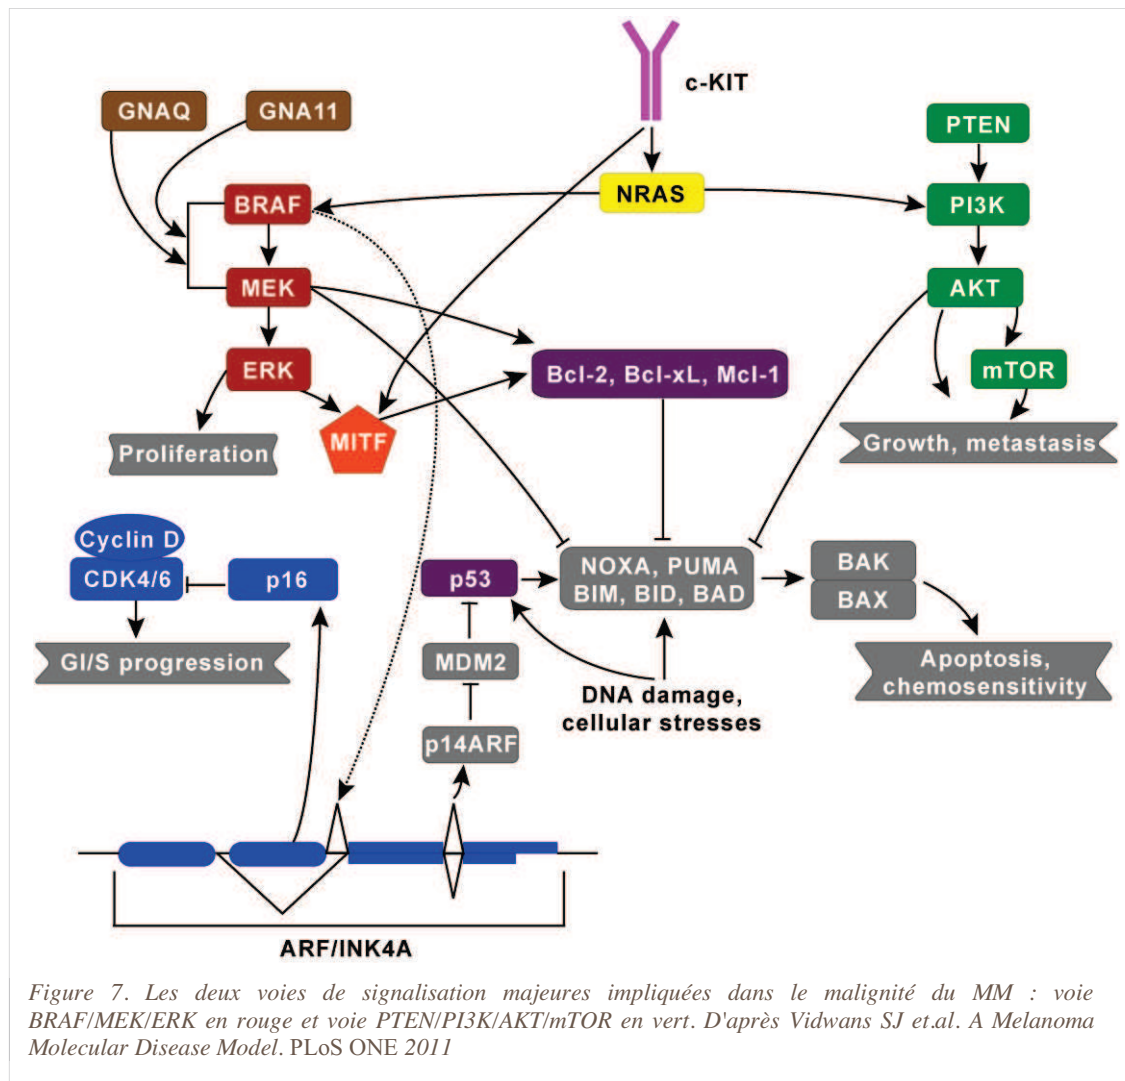 c-KIT
GNAQ
GNA11
PTEN
BRAF
NRAS
PI3K
MEK
AKT
ERK
Bcl-2, Bcl-xL, Mcl-1
mTOR
MITF
Proliferation
Growth, metastasis
Cyclin D
CDK4/6
p16
p53
NOXA, PUMA
BIM, BID, BAD
BAK
BAX
GI/S progression
MDM2
DNA damage,
cellular stresses
Apoptosis,
chemosensitivity
p14ARF
ARF/INK4A
Figure 7. Les deux voies de signalisation majeures impliquées dans le malignité du MM : voie
BRAF/MEK/ERK en rouge et voie PTEN/PI3K/AKT/mTOR en vert. D'après Vidwans SJ et.al. A Melanoma
Molecular Disease Model. PLoS ONE 2011